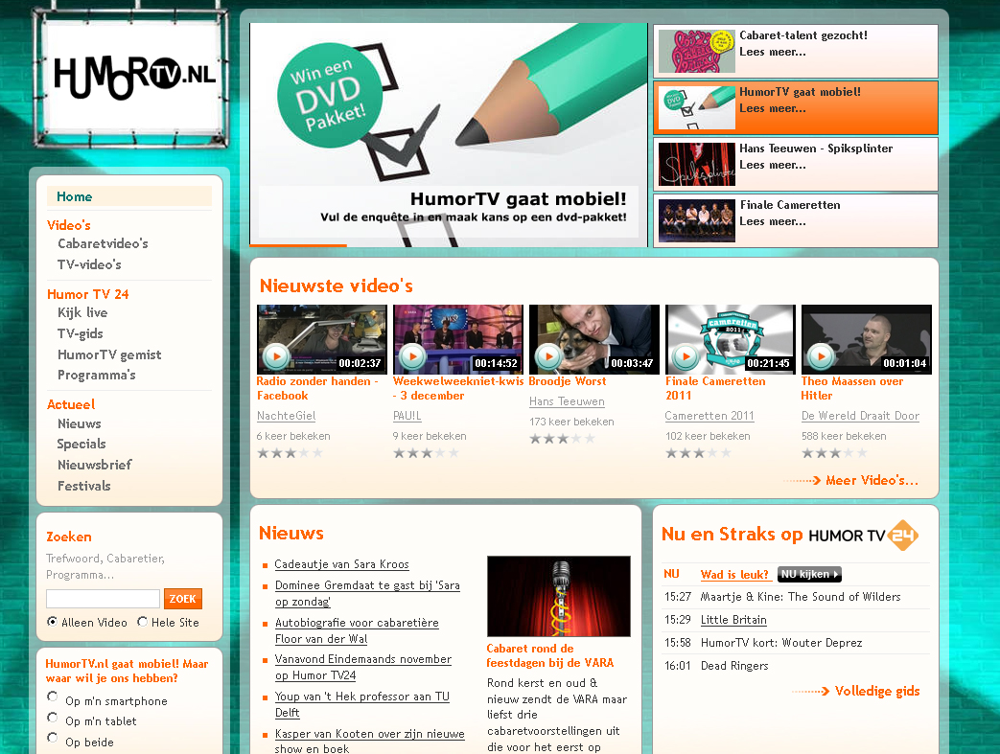 HUMORTV.NL
Home
Video's
Cabaretvideo's
TV-video's
Humor TV 24
Kijk live
TV-gids
HumorTV gemist
Programma's
Actueel
Nieuws
Specials
Nieuwsbrief
Festivals
Zoeken
Trefwoord, Cabaretier,
Programma...
ZOEK
Alleen Video Hele Site
HumorTV.nl gaat mobiel! Maar
waar wil je ons hebben?
Op m'n smartphone
Op m'n tablet
Op beide
Win een
DVD
Pakket!
HumorTV gaat mobiel!
Vul de enquête in en maak kans op een dvd-pakket!
Cabaret-talent gezocht!
Lees meer...
DVD
Pakket!
HumorTV gaat mobiel!
Lees meer...
Spiksplinter
Hans Teeuwen - Spiksplinter
Lees meer...
Finale Cameretten
Lees meer...
Nieuwste video's
00:02:37
Radio zonder handen -
Facebook
NachteGiel
6 keer bekeken
00:14:52
Weekwelweekniet-kwis
- 3 december
PAU!L
9 keer bekeken
00:03:47
Broodje Worst
Hans Teeuwen
173 keer bekeken
cameretten
2011
00:21:45
Finale Cameretten
2011
Cameretten 2011
102 keer bekeken
00:01:04
Theo Maassen over
Hitler
De Wereld Draait Door
588 keer bekeken
Meer Video's...
Nieuws
Cadeautje van Sara Kroos
Dominee Gremdaat te gast bij 'Sara
op zondag'
Autobiografie voor cabaretière
Floor van der Wal
Vanavond Eindemaands november
op Humor TV24
Youp van 't Hek professor aan TU
Delft
Kasper van Kooten over zijn nieuwe
show en boek
Cabaret rond de
feestdagen bij de VARA
Rond kerst en oud &
nieuw zendt de VARA maar
liefst drie
cabaretvoorstellingen uit
die voor het eerst op
Nu en Straks op HUMOR TV 24
NU Wad is leuk? NU kijken
15:27 Maartje & Kine: The Sound of Wilders
15:29 Little Britain
15:58 HumorTV kort: Wouter Deprez
16:01 Dead Ringers
Volledige gids